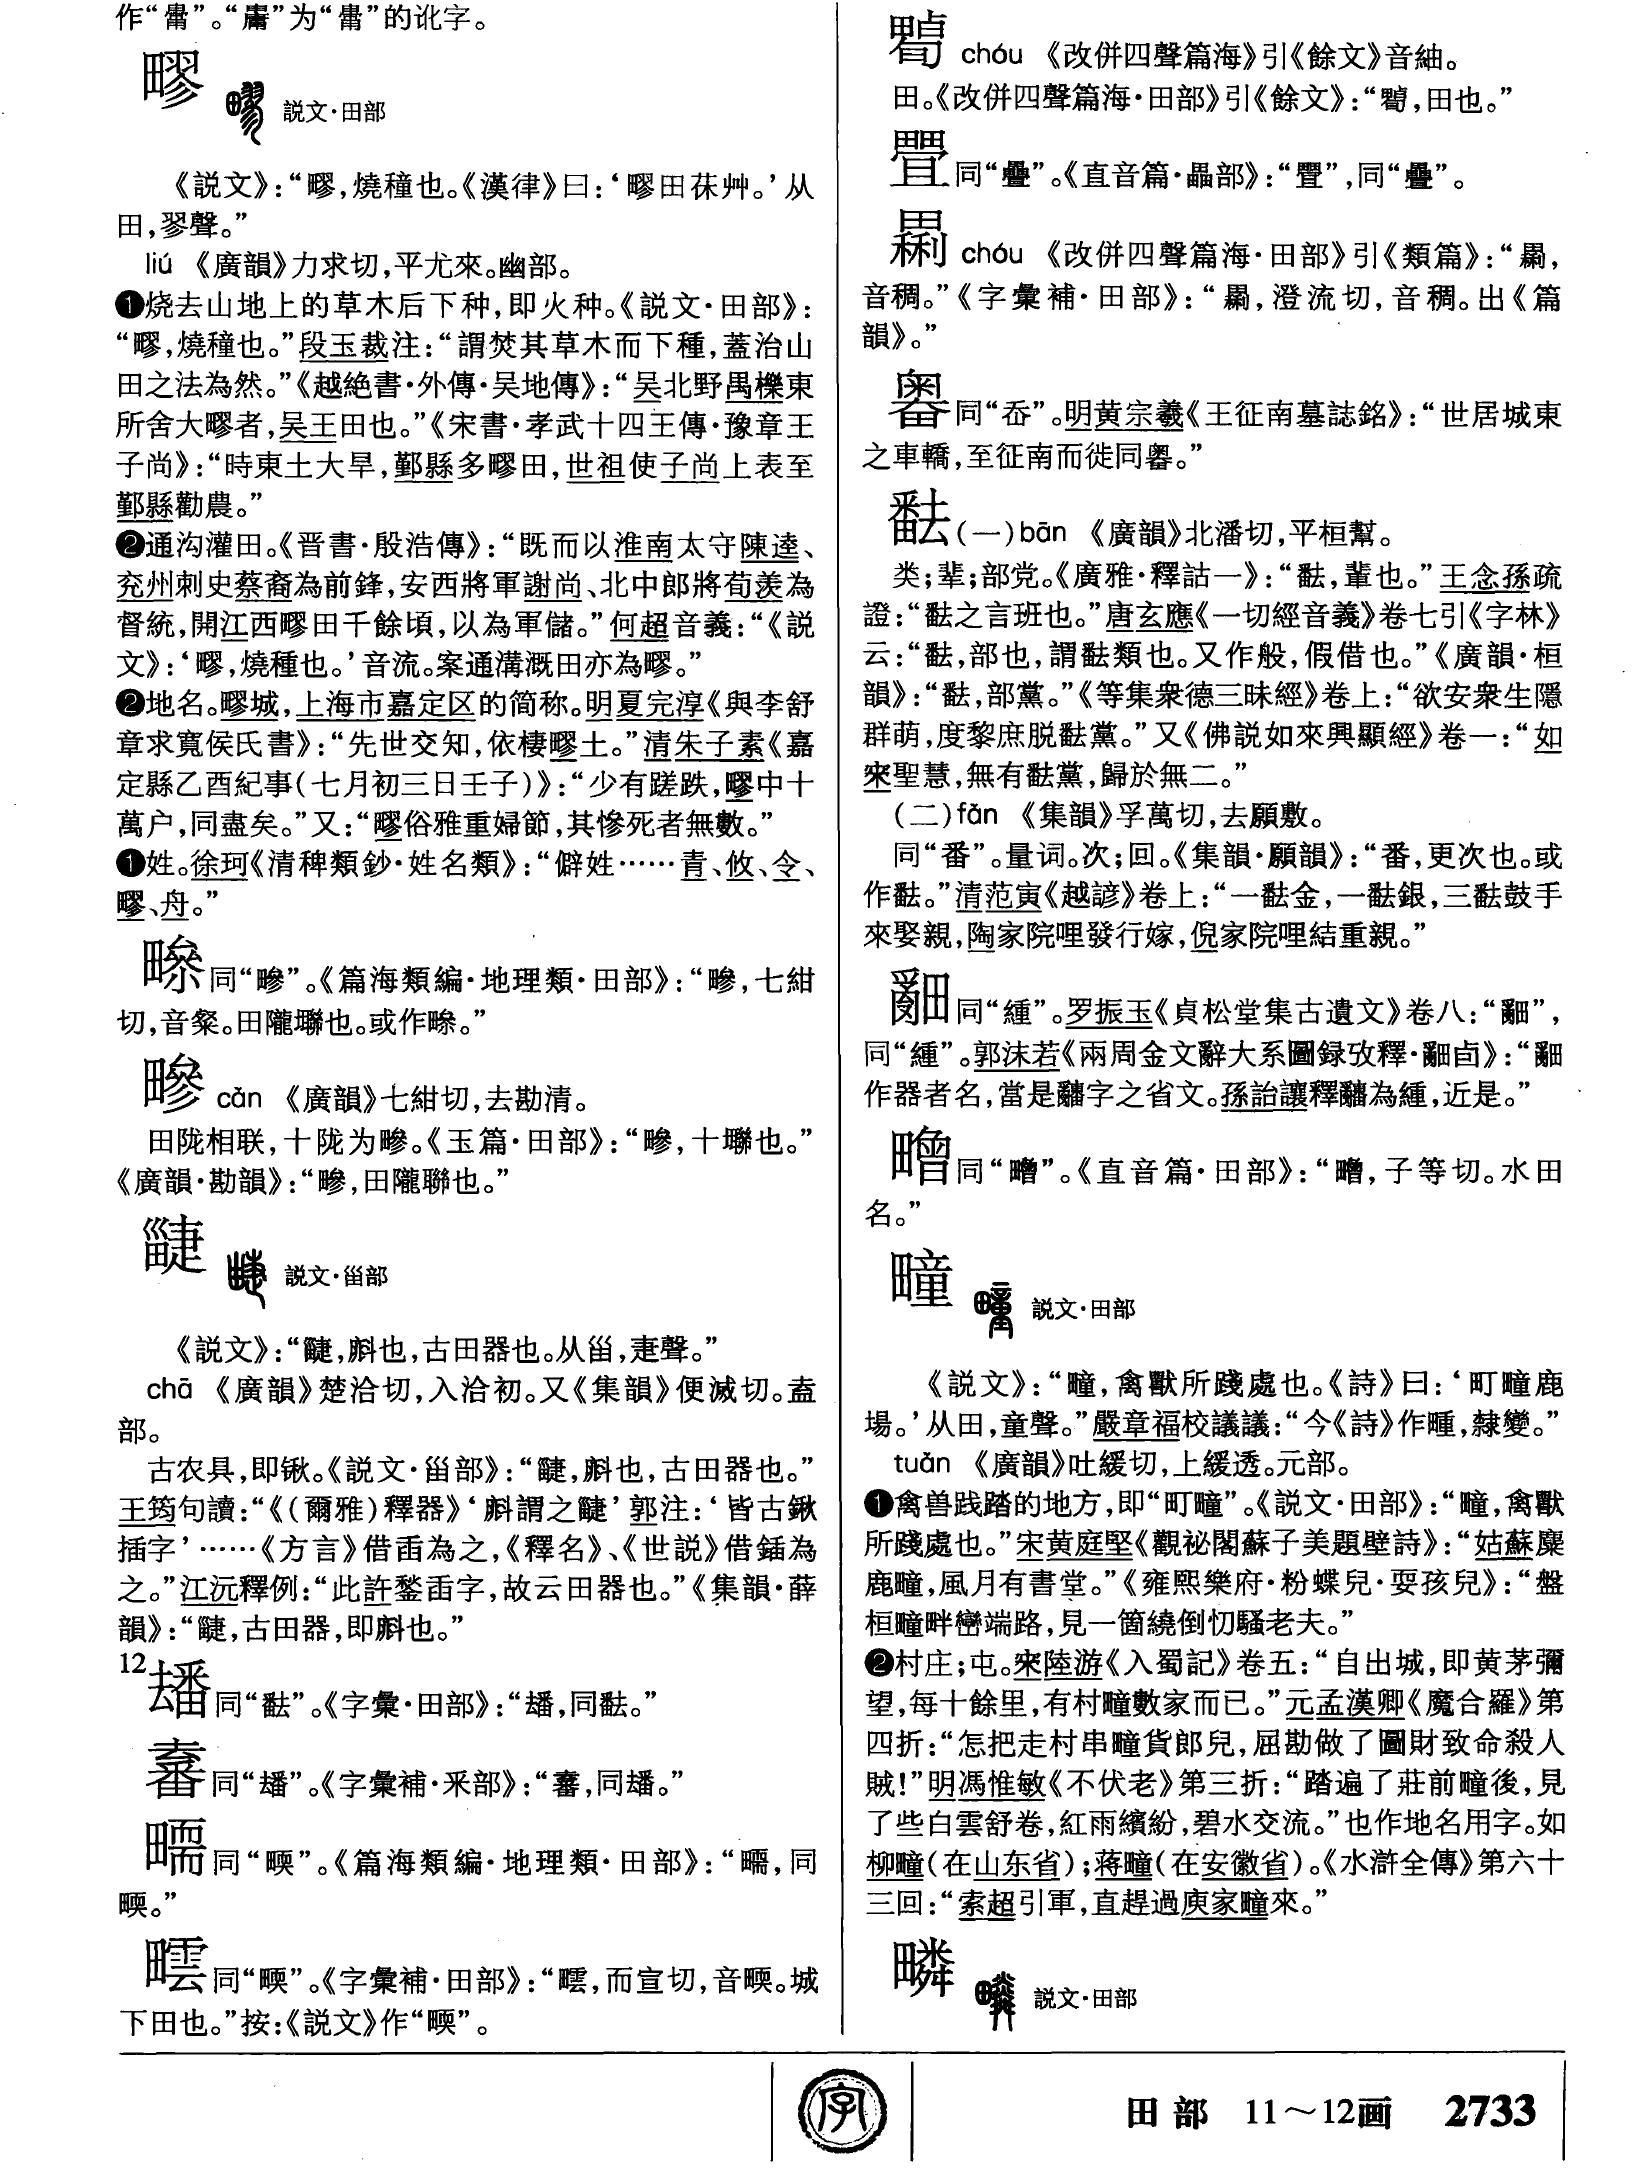 作“𤲸”。“𤲸”为“𤲸”的讹字。
疁 説文·田部
《説文》：“疁，燒穜也。《漢律》曰：‘疁田茠艸。’从
田，翏聲。”
liú 《廣韻》力求切，平尤來。幽部。
❶烧去山地上的草木后下种，即火种。《説文·田部》：
“疁，燒穜也。”段玉裁注：“謂焚其草木而下種，蓋治山
田之法為然。”《越絶書·外傳·吴地傳》：“吴北野禺櫟東
所舍大疁者，吴王田也。”《宋書·孝武十四王傳·豫章王
子尚》：“時東土大旱，鄞縣多疁田，世祖使子尚上表至
鄞縣勸農。”
❷通沟灌田。《晋書·殷浩傳》：“既而以淮南太守陳逵、
兖州刺史蔡裔為前鋒，安西將軍謝尚、北中郎將荀羨為
督統，開江西疁田千餘頃，以為軍儲。”何超音義：“《説
文》：‘疁，燒種也。’音流。案通溝溉田亦為疁。”
❷地名。疁城，上海市嘉定区的简称。明夏完淳《與李舒
章求寬侯氏書》：“先世交知，依棲疁土。”清朱子素《嘉
定縣乙酉紀事（七月初三日壬子）》：“少有蹉跌，疁中十
萬户，同盡矣。”又：“疁俗雅重婦節，其慘死者無數。”
❶姓。徐珂《清稗類鈔·姓名類》：“僻姓……青、攸、令、
疁、舟。”
同“㽩”。《篇海類編·地理類·田部》：“㽩，七紺
切，音粲。田隴壣也。或作。”
㽩 cǎn 《廣韻》七紺切，去勘清。
田陇相联，十陇为㽩。《玉篇·田部》：“㽩，十壣也。”
《廣韻·勘韻》：“㽩，田隴聯也。”
疀 説文·甾部
《説文》：“疀，㪺也，古田器也。从甾，疌聲。”
chā 《廣韻》楚洽切，入洽初。又《集韻》便滅切。盍
部。
古农具，即锹。《説文·甾部》：“疀，㪺也，古田器也。”
王筠句讀：“《（爾雅）釋器》‘㪺謂之疀’郭注：‘皆古鍬
插字’……《方言》借臿為之，《釋名》、《世説》借鍤為
之。”江沅釋例：“此許鍫臿字，故云田器也。”《集韻·薛
韻》：“疀，古田器，即㪺也。”
12 同“𤳖”。《字彙·田部》：“，同𤳖。”
同“”。《字彙補·釆部》：“，同。”
同“㬉”。《篇海類編·地理類·田部》：“，同
。”
同“”。《字彙補·田部》：“，而宣切，音。城
下田也。”按：《説文》作“”。
chóu 《改併四聲篇海》引《餘文》音紬。
田。《改併四聲篇海·田部》引《餘文》：“，田也。”
同“疊”。《直音篇·畾部》：“，同“疊”。
chóu 《改併四聲篇海·田部》引《類篇》：“，
音稠。”《字彙補·田部》：“，澄流切，音稠。出《篇
韻》。”
同“岙”。明黄宗羲《王征南墓誌銘》：“世居城東
之車轎，至征南而徙同。”
（一）bān 《廣韻》北潘切，平桓幫。
类；辈；部党。《廣雅·釋詁一》：“，輩也。”王念孫疏
證：“之言班也。”唐玄應《一切經音義》卷七引《字林》
云：“，部也，謂類也。又作般，假借也。”《廣韻·桓
韻》：“，部黨。”《等集衆德三昧經》卷上：“欲安衆生隱
群萌，度黎庶脱黨。”又《佛説如來興顯經》卷一：“如
來聖慧，無有黨，歸於無二。”
（二）fǎn 《集韻》孚萬切，去願敷。
同“番”。量词。次；回。《集韻·願韻》：“番，更次也。或
作。”清范寅《越諺》卷上：“一金，一銀，三鼓手
來娶親，陶家院哩發行嫁，倪家院哩結重親。”
同“緟”。罗振玉《貞松堂集古遺文》卷八：“”，
同“緟”。郭沫若《兩周金文辭大系圖録攷釋·卣》：“
作器者名，當是字之省文。孫詒讓釋為緟，近是。”
同“”。《直音篇·田部》：“，子等切。水田
名。”
疃 説文·田部
《説文》：“疃，禽獸所踐處也。《詩》曰：‘町疃鹿
場。’从田，童聲。”嚴章福校議議：“今《詩》作畽，隸變。”
tuǎn 《廣韻》吐緩切，上緩透。元部。
❶禽兽践踏的地方，即“町疃”。《説文·田部》：“疃，禽獸
所踐處也。”宋黄庭堅《觀祕閣蘇子美題壁詩》：“姑蘇麋
鹿疃，風月有書堂。”《雍熙樂府·粉蝶兒·耍孩兒》：“盤
桓疃畔巒端路，見一箇繞倒忉騷老夫。”
❷村庄；屯。宋陸游《入蜀記》卷五：“自出城，即黄茅彌
望，每十餘里，有村疃數家而已。”元孟漢卿《魔合羅》第
四折：“怎把走村串疃貨郎兒，屈勘做了圖財致命殺人
賊！”明馮惟敏《不伏老》第三折：“踏遍了莊前疃後，見
了些白雲舒卷，紅雨繽紛，碧水交流。”也作地名用字。如
柳疃（在山东省）；蒋疃（在安徽省）。《水滸全傳》第六十
三回：“索超引軍，直趕過庾家疃來。”
疄 説文·田部
字
田部 11～12画 2733